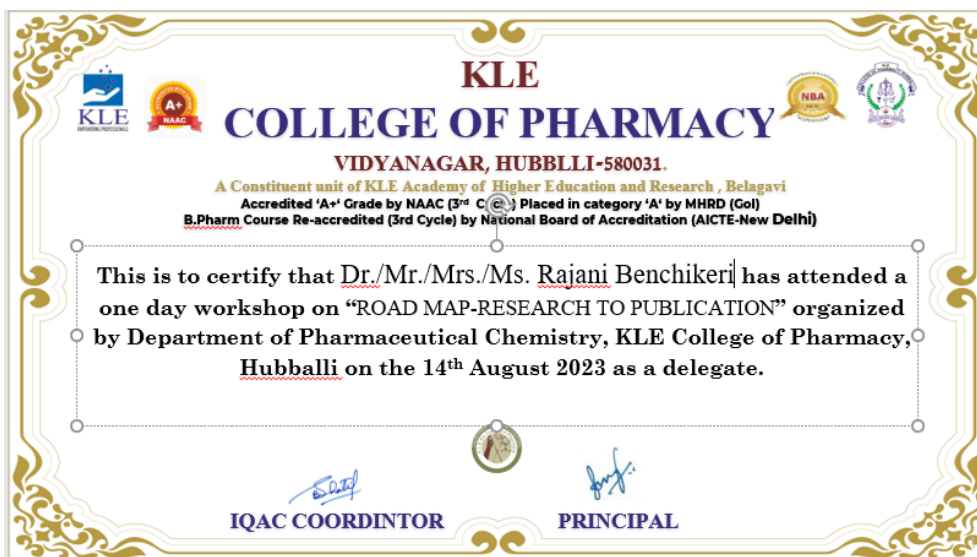 KLE
COLLEGE OF PHARMACY
KLE
EMPOWERING PROFESSIONALS
A+
NAAC
NBA
VIDYANAGAR, HUBBLLI-580031.
A Constituent unit of KLE Academy of Higher Education and Research , Belagavi
Accredited 'A+' Grade by NAAC (3rd Cycle) Placed in category 'A' by MHRD (GoI)
B.Pharm Course Re-accredited (3rd Cycle) by National Board of Accreditation (AICTE-New Delhi)
This is to certify that Dr./Mr./Mrs./Ms. Rajani Benchikeri has attended a
one day workshop on “ROAD MAP-RESEARCH TO PUBLICATION” organized
by Department of Pharmaceutical Chemistry, KLE College of Pharmacy,
Hubballi on the 14th August 2023 as a delegate.
IQAC COORDINTOR
PRINCIPAL